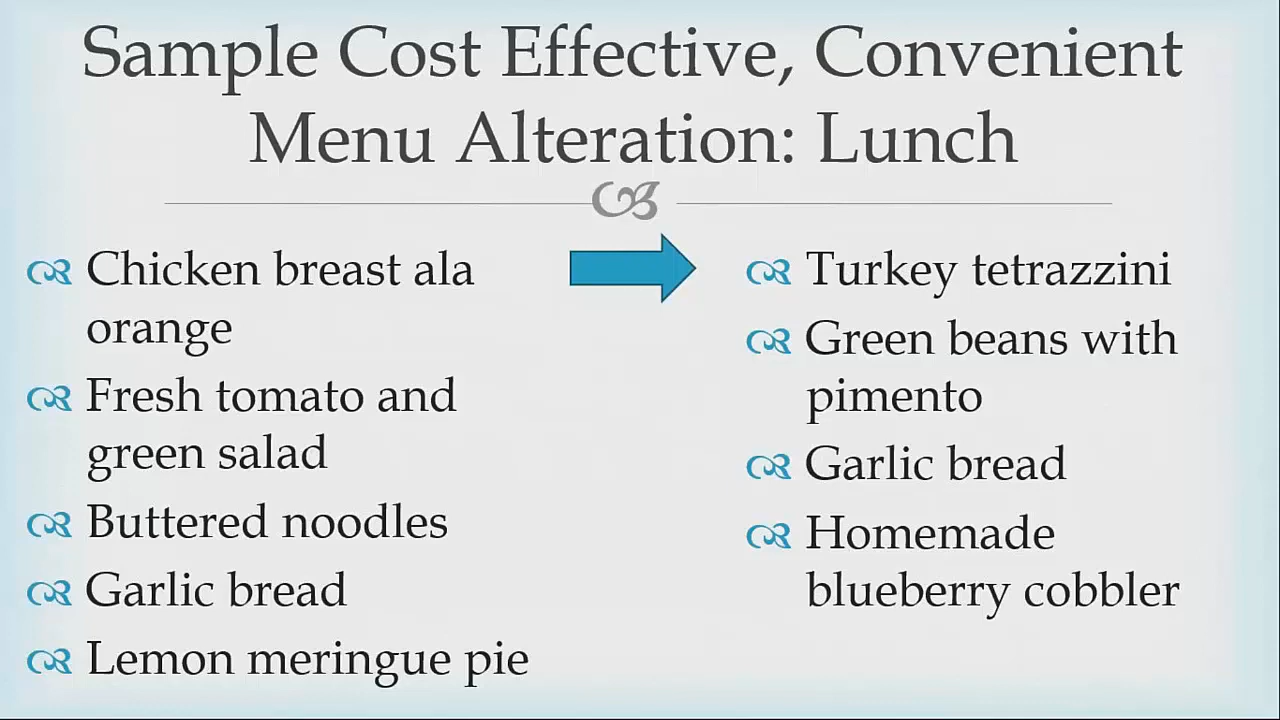 Sample Cost Effective, Convenient
Menu Alteration: Lunch
Chicken breast ala
orange
Fresh tomato and
green salad
Buttered noodles
Garlic bread
Lemon meringue pie
Turkey tetrazzini
Green beans with
pimento
Garlic bread
Homemade
blueberry cobbler